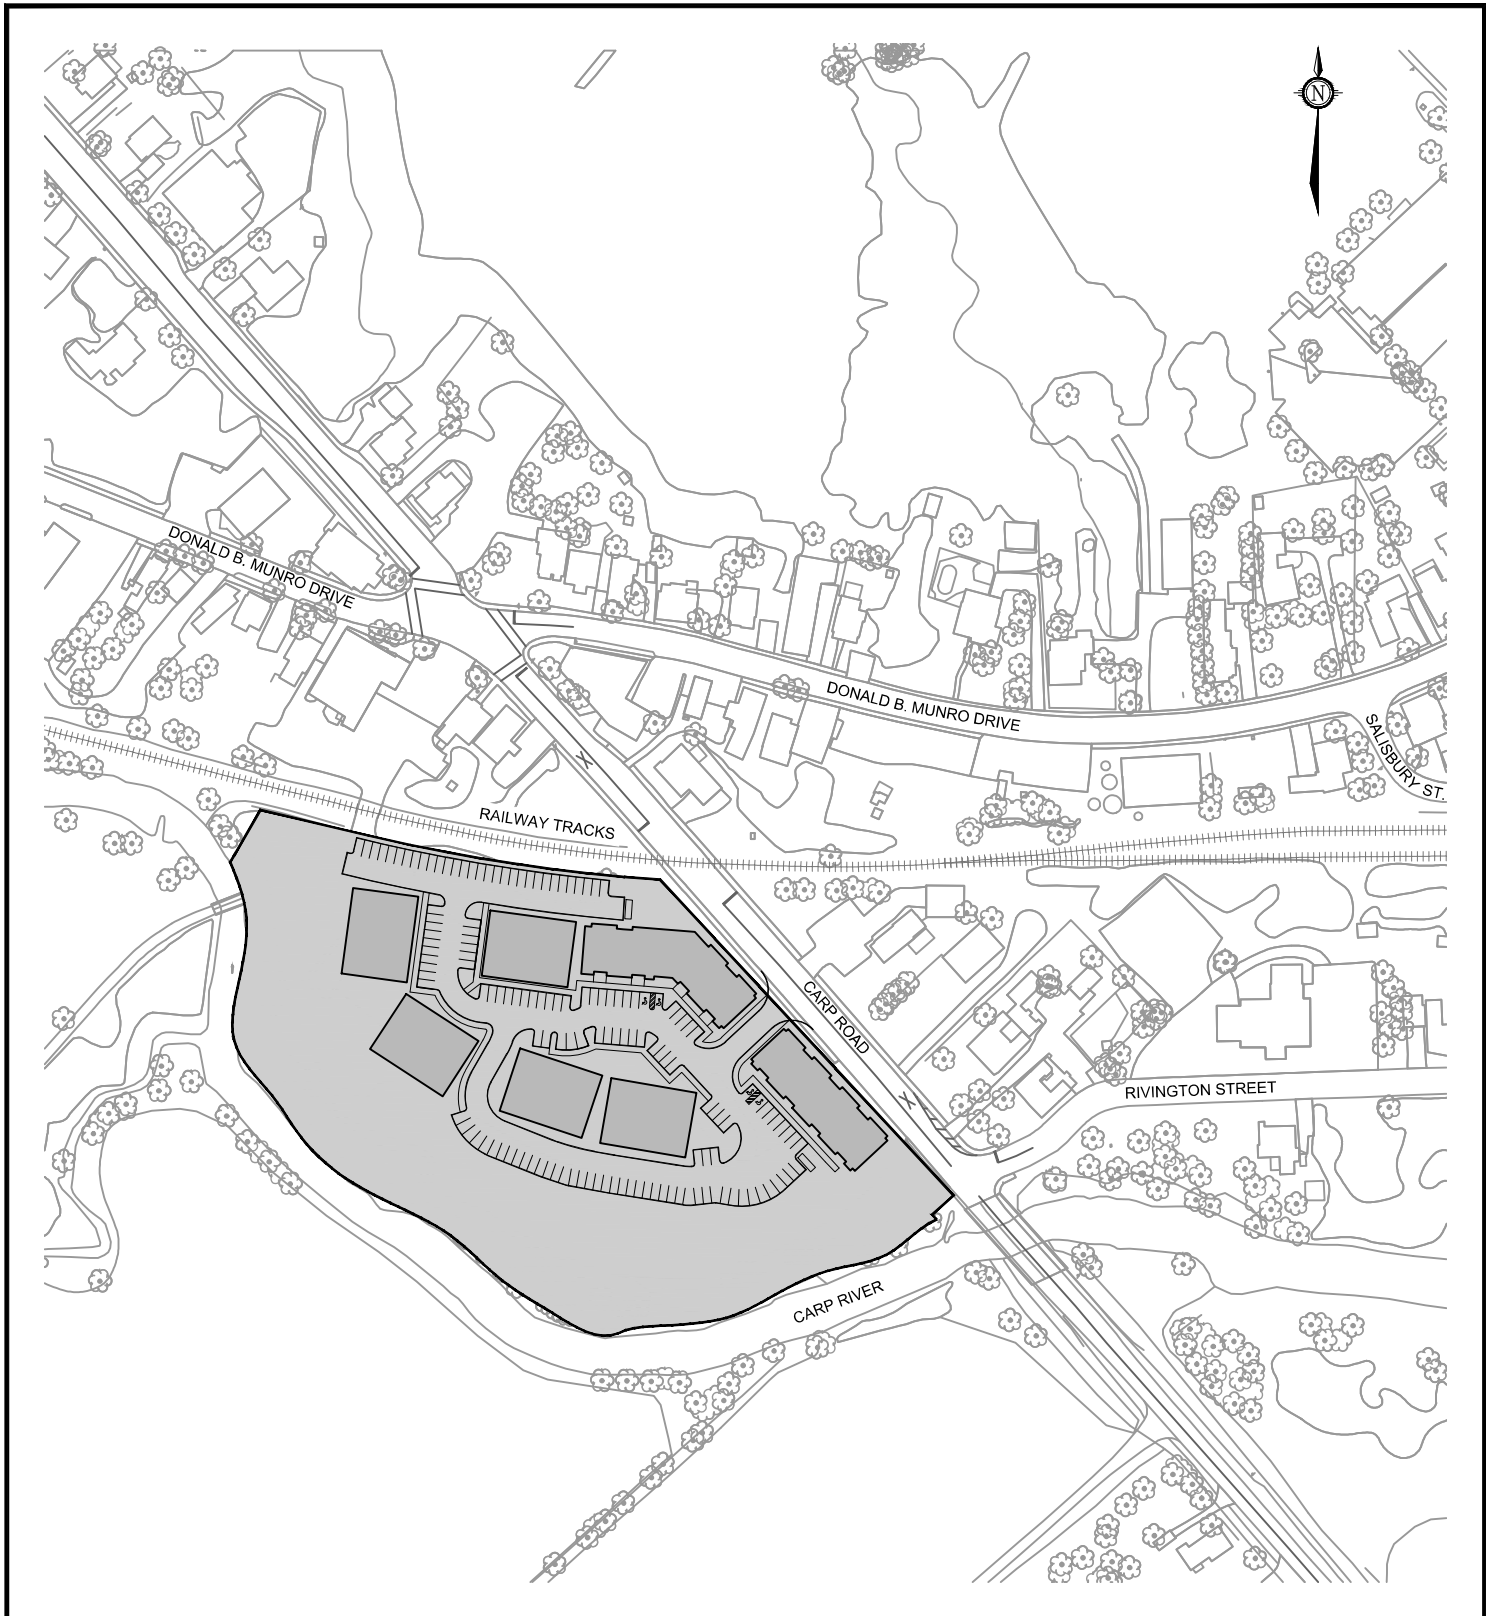 N
DONALD B. MUNRO DRIVE
DONALD B. MUNRO DRIVE
SALISBURY ST.
RAILWAY TRACKS
CARP ROAD
RIVINGTON STREET
CARP RIVER